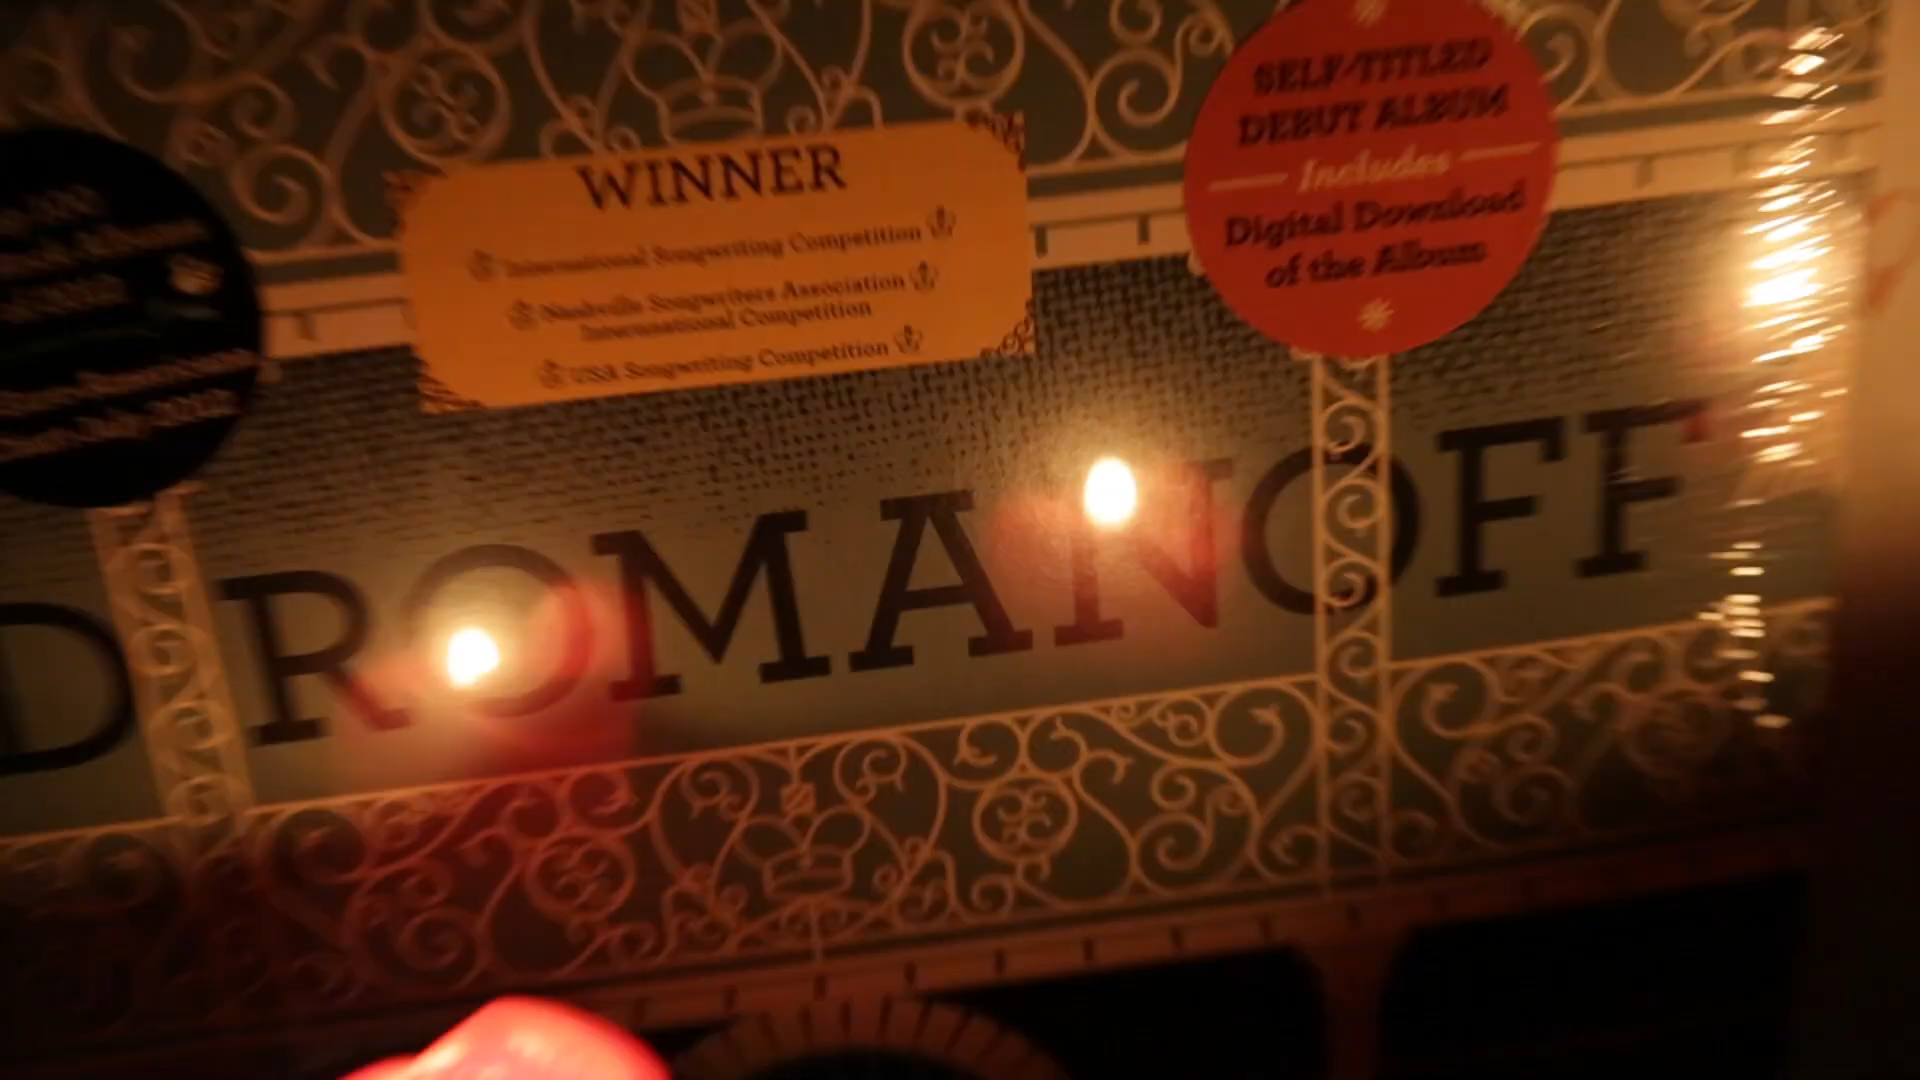 WINNER
International Songwriting Competition
Nashville Songwriters Association
International Competition
USA Songwriting Competition
SELF-TITLED
DEBUT ALBUM
Includes
Digital Download
of the Album
D ROMANOFF